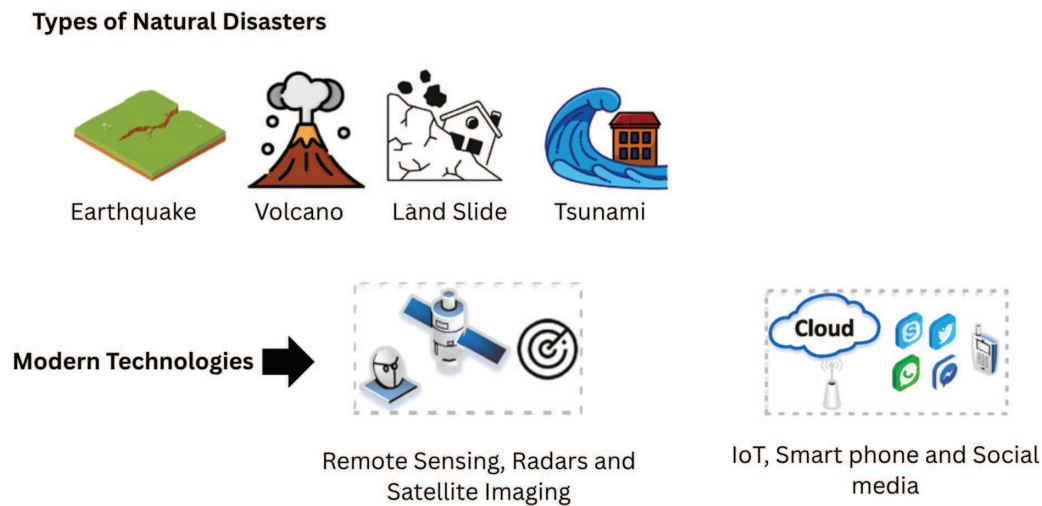 Types of Natural Disasters
Earthquake
Volcano
Land Slide
Tsunami
Modern Technologies
Cloud
Remote Sensing, Radars and
Satellite Imaging
IoT, Smart phone and Social
media